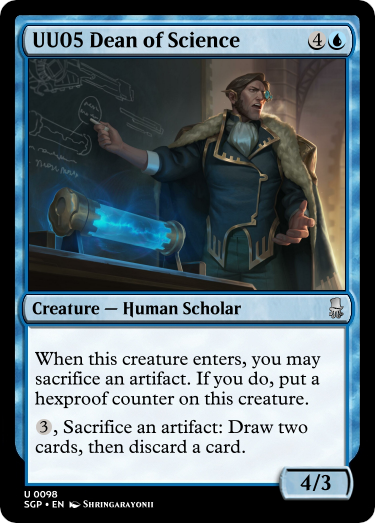 UU05 Dean of Science 4
Creature — Human Scholar
When this creature enters, you may
sacrifice an artifact. If you do, put a
hexproof counter on this creature.
3, Sacrifice an artifact: Draw two
cards, then discard a card.
4/3
U 0098
SGP • EN Shringarayonii